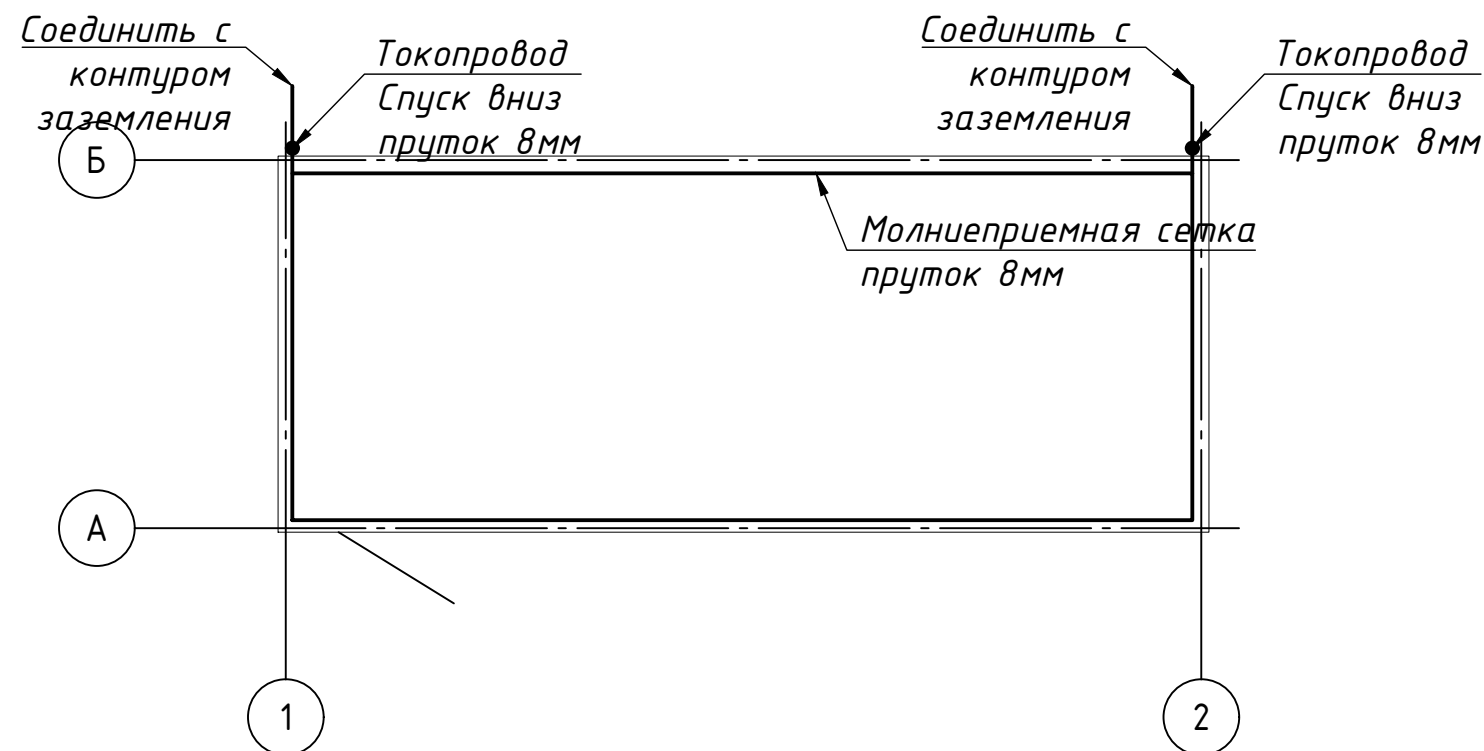 Соединить с
контуром
заземления
Токопровод
Спуск вниз
пруток 8мм
Соединить с
контуром
заземления
Токопровод
Спуск вниз
пруток 8мм
Б
Молниеприемная сетка
пруток 8мм
А
1
2